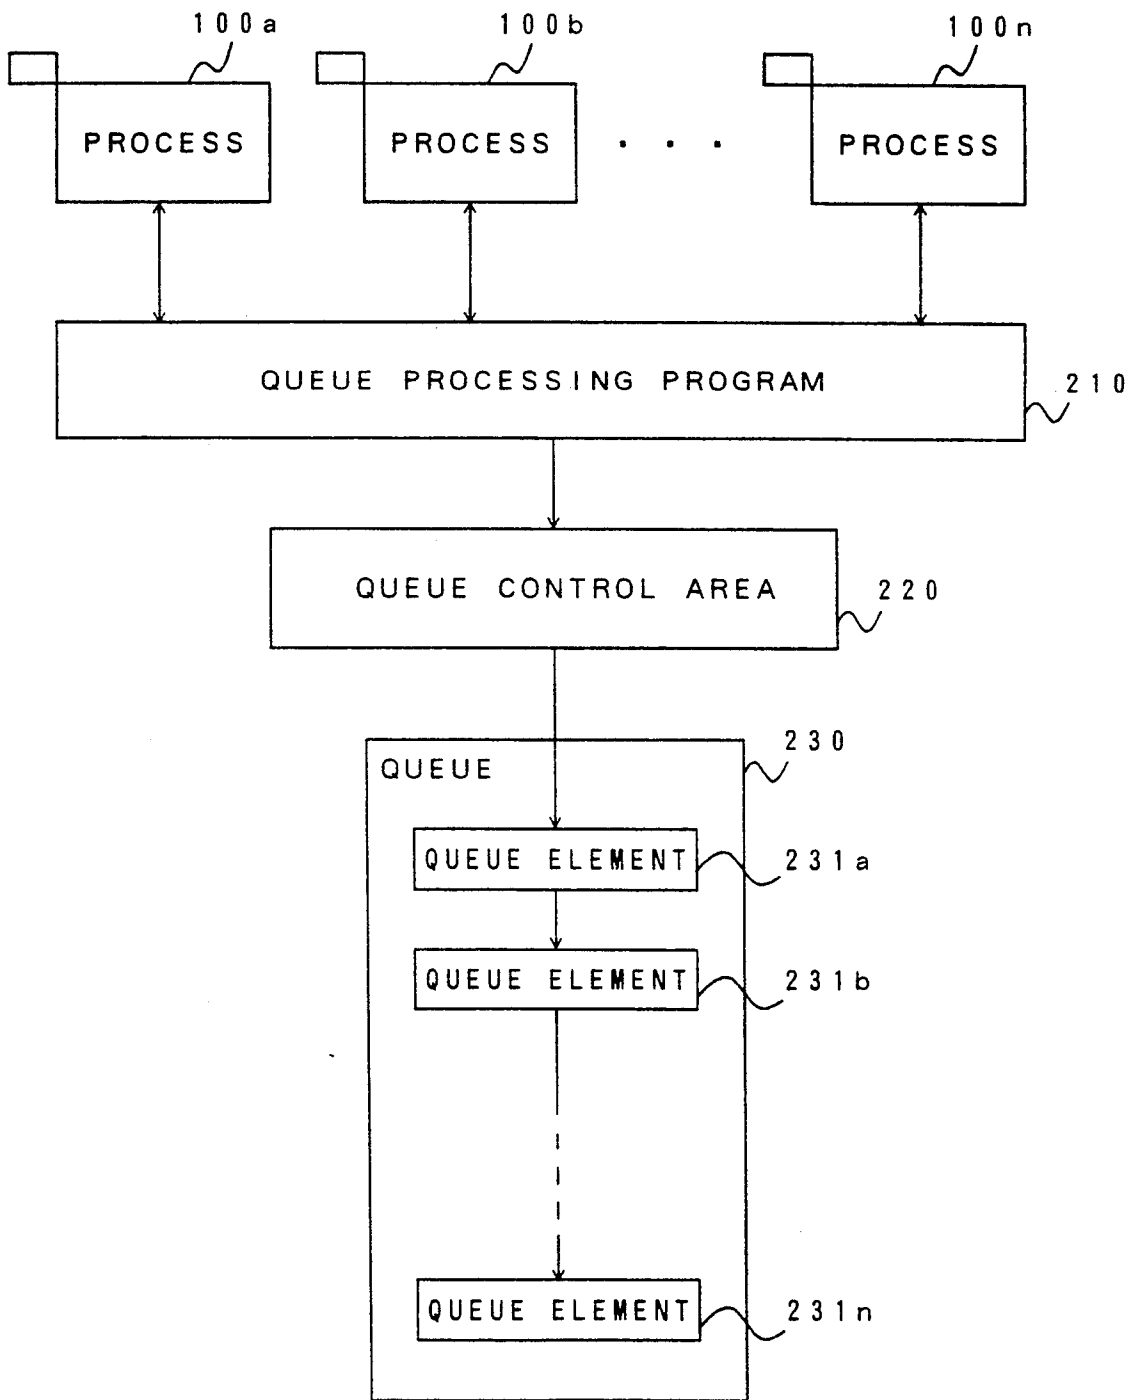 100a
100b
100n
PROCESS
PROCESS
. . .
PROCESS
QUEUE PROCESSING PROGRAM
210
QUEUE CONTROL AREA
220
230
QUEUE
QUEUE ELEMENT
231a
QUEUE ELEMENT
231b
QUEUE ELEMENT
231n